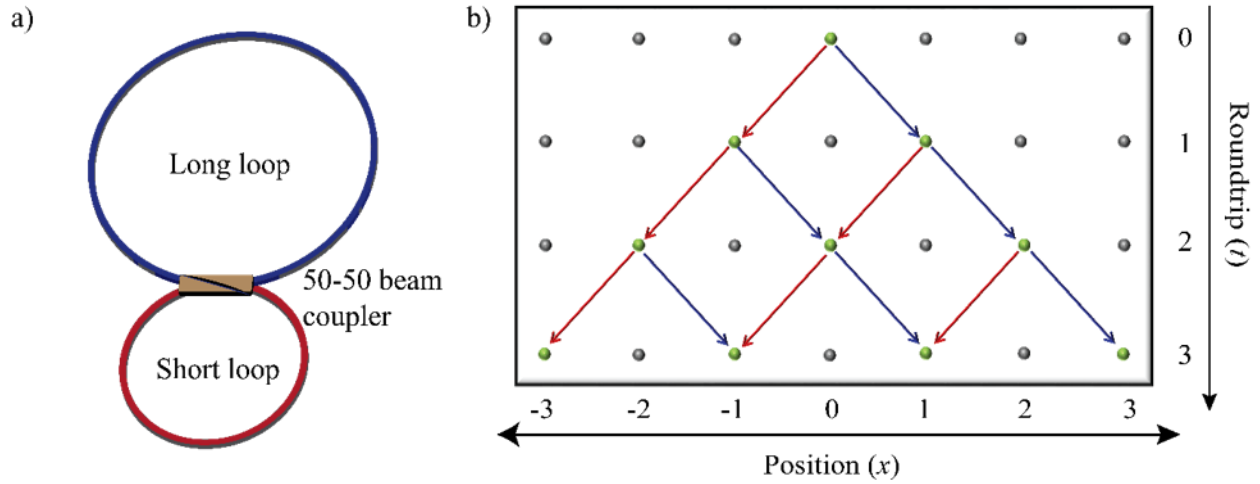 a)
Long loop
50-50 beam
coupler
Short loop
b)
0
1
2
3
Roundtrip (t)
-3 -2 -1 0 1 2 3
Position (x)